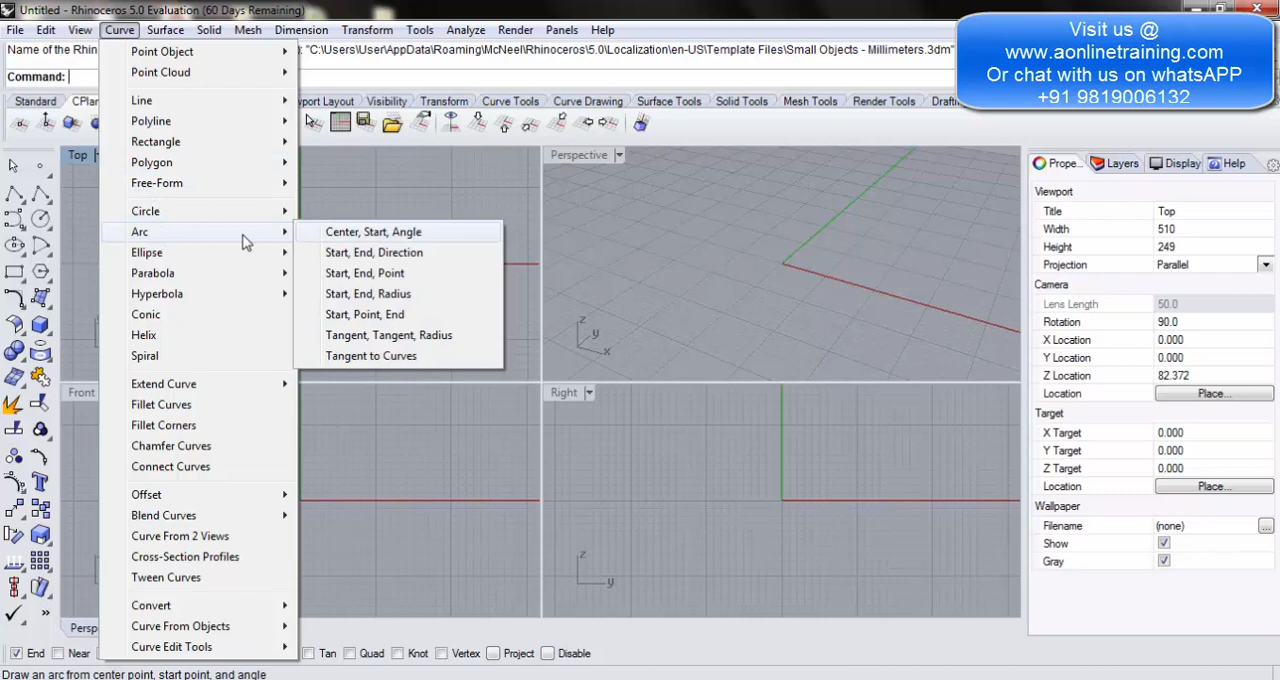 Untitled - Rhinoceros 5.0 Evaluation (60 Days Remaining)
File Edit View Curve Surface Solid Mesh Dimension Transform Tools Analyze Render Panels Help
Name of the Rhin "C:\Users\User\AppData\Roaming\McNeel\Rhinoceros\5.0\Localization\en-US\Template Files\Small Objects - Millimeters.3dm"
Command:
Visit us @
www.aonlinetraining.com
Or chat with us on whatsAPP
+91 9819006132
Standard CPlan port Layout Visibility Transform Curve Tools Curve Drawing Surface Tools Solid Tools Mesh Tools Render Tools Draftin
Point Object
Point Cloud
Line
Polyline
Rectangle
Polygon
Free-Form
Circle
Arc
Ellipse
Parabola
Hyperbola
Conic
Helix
Spiral
Extend Curve
Fillet Curves
Fillet Corners
Chamfer Curves
Connect Curves
Offset
Blend Curves
Curve From 2 Views
Cross-Section Profiles
Tween Curves
Convert
Curve From Objects
Curve Edit Tools
Center, Start, Angle
Start, End, Direction
Start, End, Point
Start, End, Radius
Start, Point, End
Tangent, Tangent, Radius
Tangent to Curves
Top
Perspective
z
y
x
Front
Right
z
y
Persp
Prope... Layers Display Help
Viewport
Title Top
Width 510
Height 249
Projection Parallel
Camera
Lens Length 50.0
Rotation 90.0
X Location 0.000
Y Location 0.000
Z Location 82.372
Location Place...
Target
X Target 0.000
Y Target 0.000
Z Target 0.000
Location Place...
Wallpaper
Filename (none) ...
Show
Gray
End Near Tan Quad Knot Vertex Project Disable
Draw an arc from center point, start point, and angle